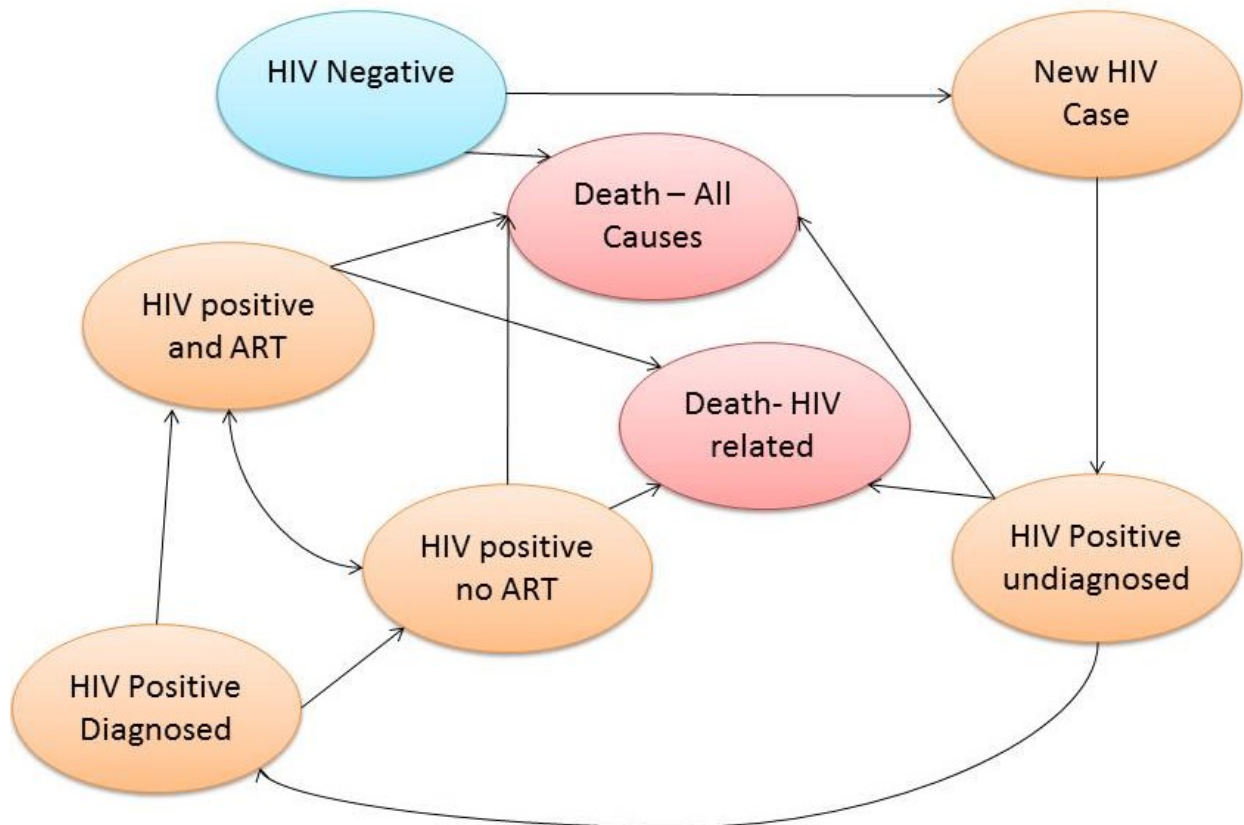 HIV Negative
New HIV
Case
Death – All
Causes
HIV positive
and ART
Death- HIV
related
HIV positive
no ART
HIV Positive
undiagnosed
HIV Positive
Diagnosed